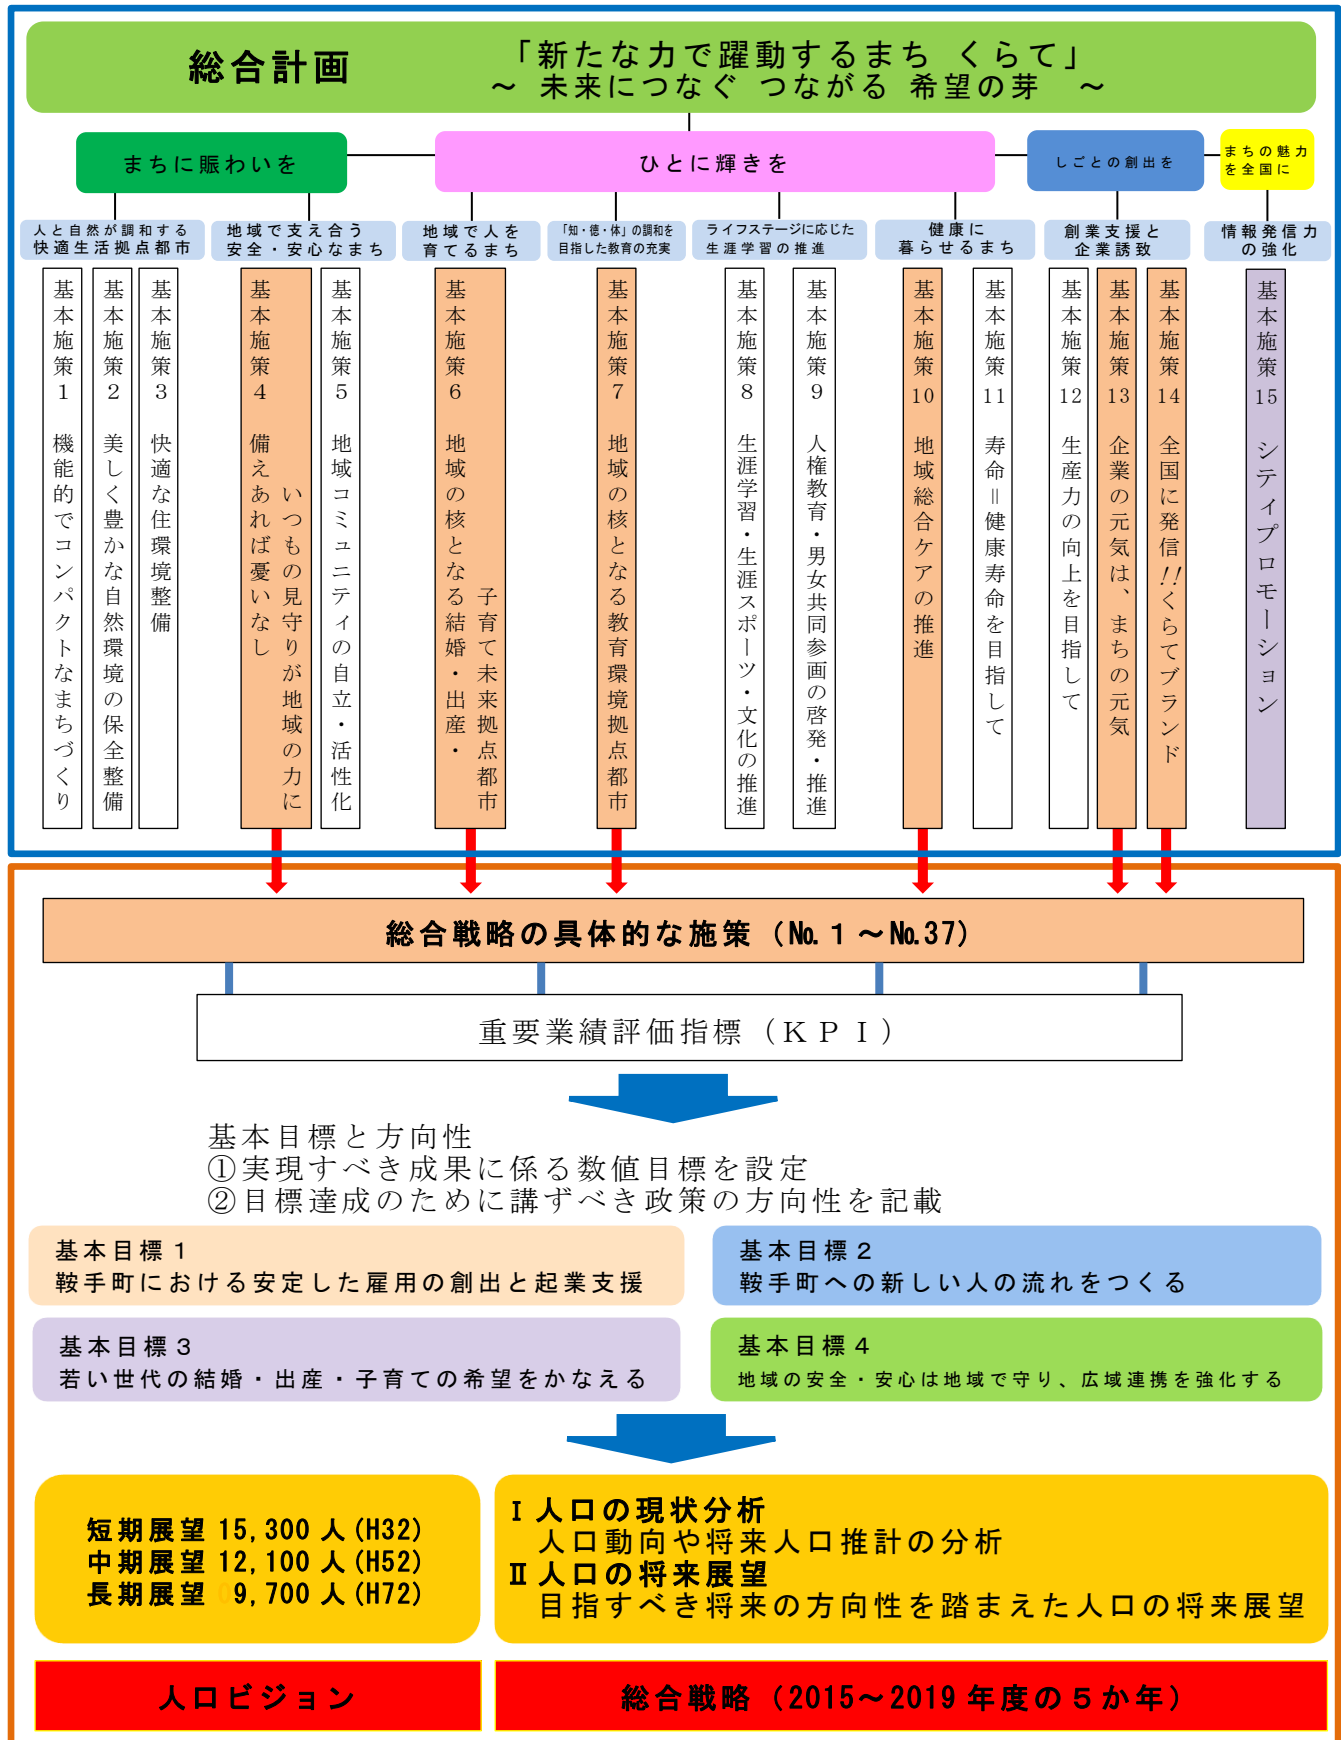 総合計画
「新たな力で躍動するまち くらて」
～ 未来につなぐ つながる 希望の芽 ～
まちに賑わいを
ひとに輝きを
しごとの創出を
まちの魅力
を全国に
人と自然が調和する
快適生活拠点都市
地域で支え合う
安全・安心なまち
地域で人を
育てるまち
「知・徳・体」の調和を
目指した教育の充実
ライフステージに応じた
生涯学習の推進
健康に
暮らせるまち
創業支援と
企業誘致
情報発信力
の強化
基本施策1 機能的でコンパクトなまちづくり
基本施策2 美しく豊かな自然環境の保全整備
基本施策3 快適な住環境整備
基本施策4 備えあれば憂いなし
いつもの見守りが地域の力に
基本施策5 地域コミュニティの自立・活性化
基本施策6 地域の核となる結婚・出産・
子育て未来拠点都市
基本施策7 地域の核となる教育環境拠点都市
基本施策8 生涯学習・生涯スポーツ・文化の推進
基本施策9 人権教育・男女共同参画の啓発・推進
基本施策10 地域総合ケアの推進
基本施策11 寿命＝健康寿命を目指して
基本施策12 生産力の向上を目指して
基本施策13 企業の元気は、まちの元気
基本施策14 全国に発信!!くらてブランド
基本施策15 シティプロモーション
総合戦略の具体的な施策（№1～№37）
重要業績評価指標（ＫＰＩ）
基本目標と方向性
①実現すべき成果に係る数値目標を設定
②目標達成のために講ずべき政策の方向性を記載
基本目標1
鞍手町における安定した雇用の創出と起業支援
基本目標2
鞍手町への新しい人の流れをつくる
基本目標3
若い世代の結婚・出産・子育ての希望をかなえる
基本目標4
地域の安全・安心は地域で守り、広域連携を強化する
短期展望 15,300人(H32)
中期展望 12,100人(H52)
長期展望 09,700人(H72)
Ⅰ 人口の現状分析
人口動向や将来人口推計の分析
Ⅱ 人口の将来展望
目指すべき将来の方向性を踏まえた人口の将来展望
人口ビジョン
総合戦略（2015～2019年度の5か年）